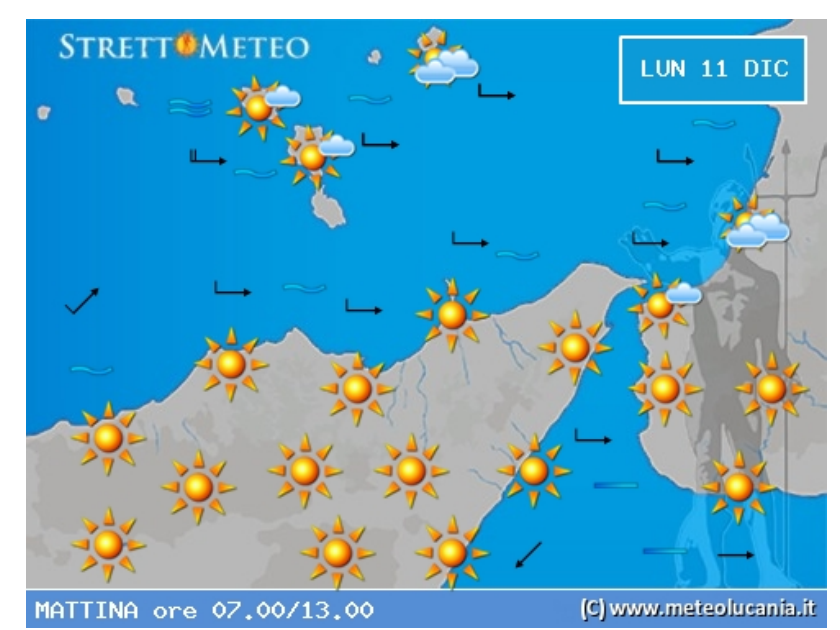 STRETTOMETEO
LUN 11 DIC
MATTINA ore 07.00/13.00
(C) www.meteolucania.it